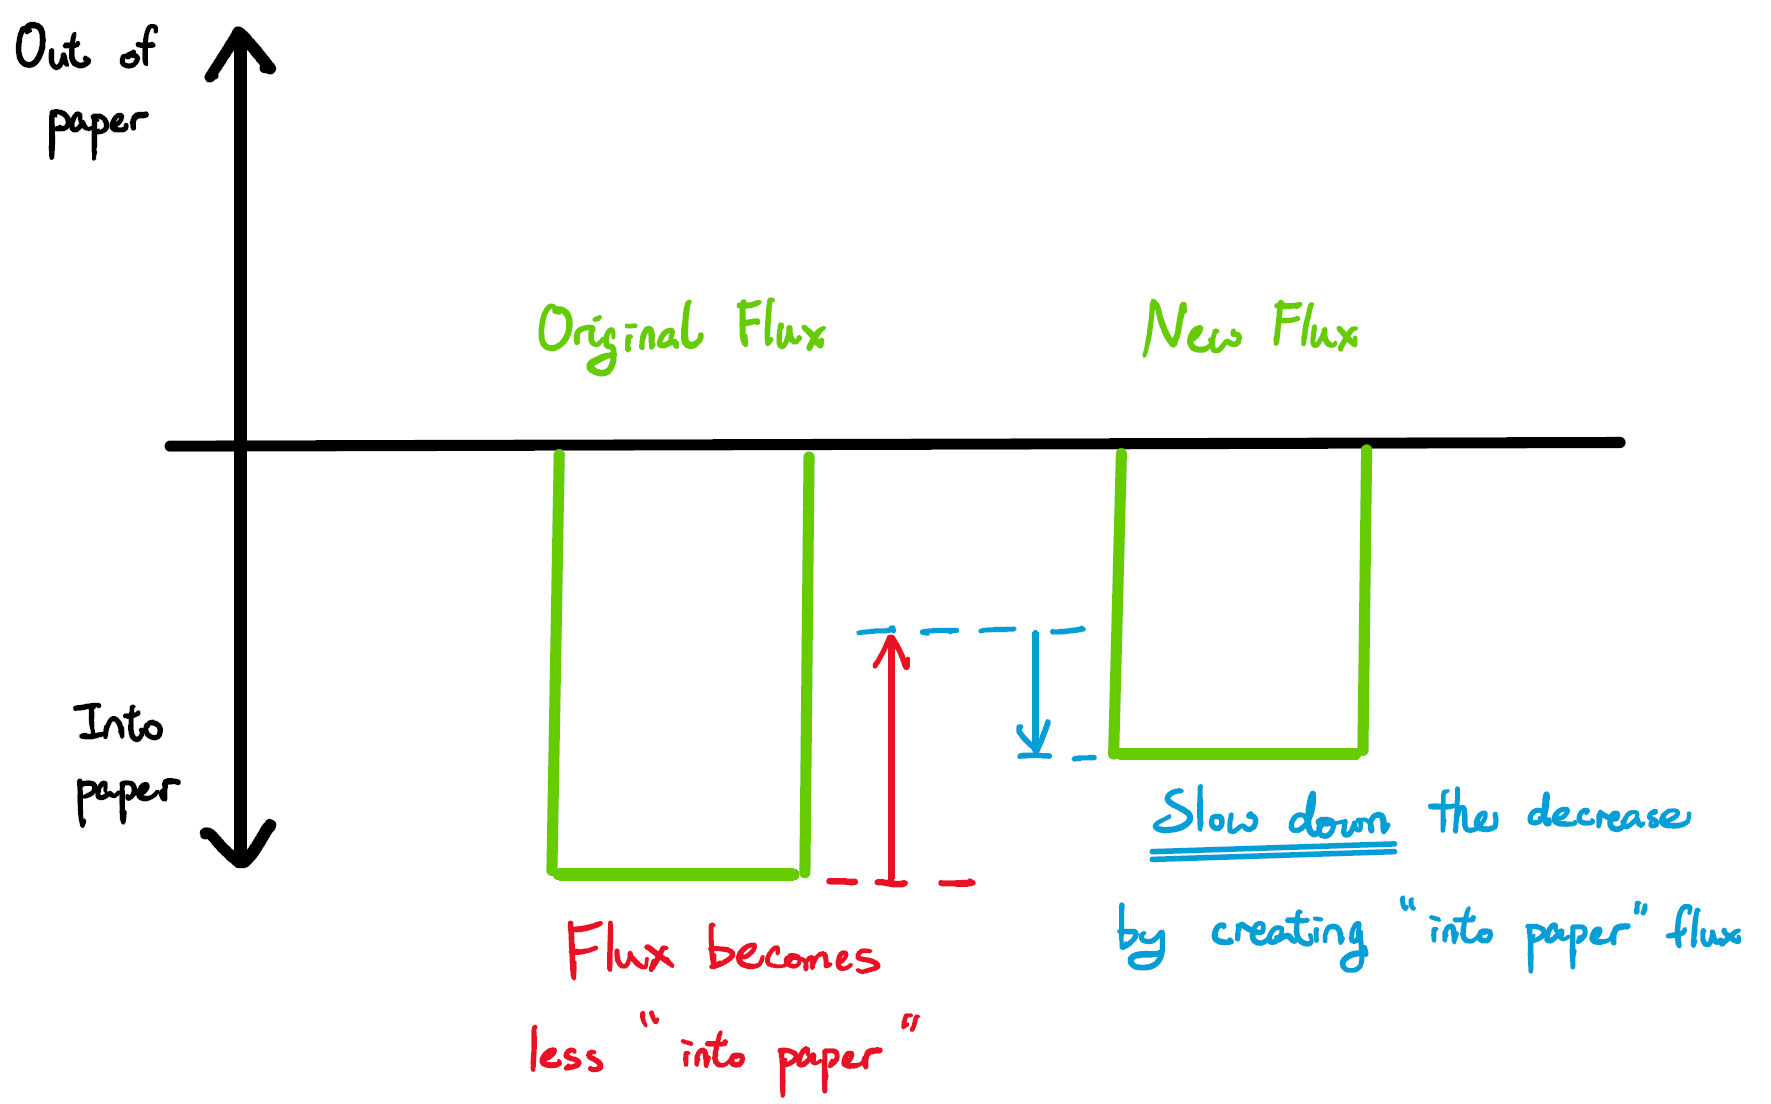 Out of
paper
Original Flux
New Flux
Into
paper
Slow down the decrease
by creating "into paper" flux
Flux becomes
less "into paper"